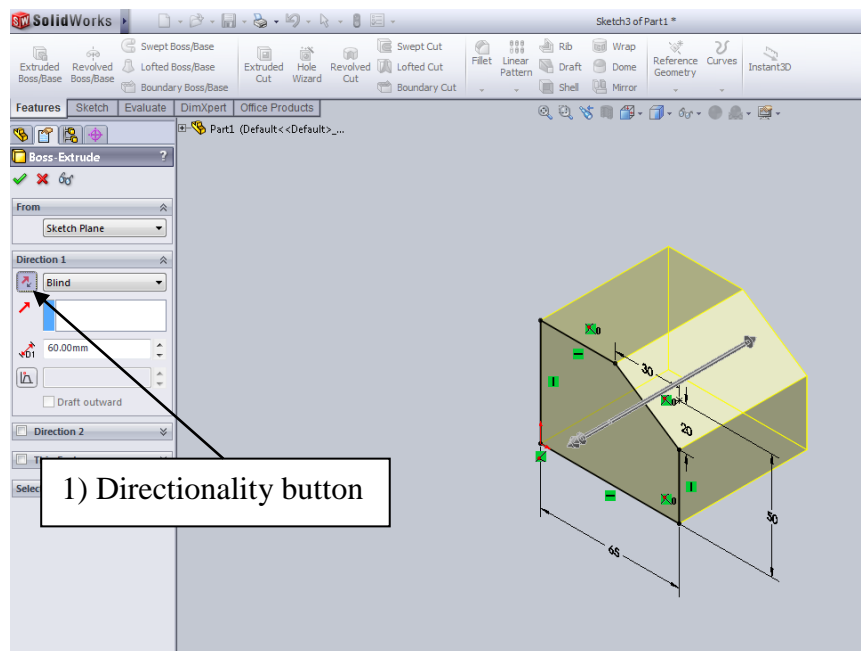 SolidWorks
Sketch3 of Part1 *
Extruded Boss/Base
Revolved Boss/Base
Swept Boss/Base
Lofted Boss/Base
Boundary Boss/Base
Extruded Cut
Hole Wizard
Revolved Cut
Swept Cut
Lofted Cut
Boundary Cut
Fillet
Linear Pattern
Rib
Draft
Shell
Wrap
Dome
Mirror
Reference Geometry
Curves
Instant3D
Features Sketch Evaluate DimXpert Office Products
Part1 (Default<<Default>_...
Boss-Extrude ?
From
Sketch Plane
Direction 1
Blind
D1 60.00mm
Draft outward
Direction 2
Selec
1) Directionality button
30
20
50
65